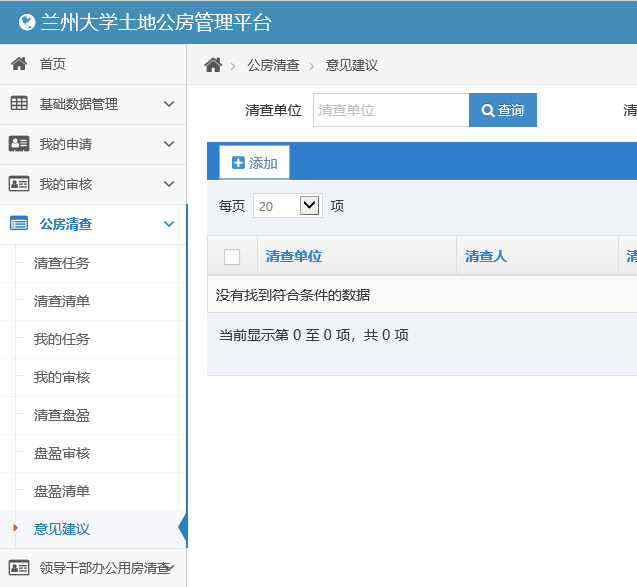 兰州大学土地公房管理平台
首页
基础数据管理
我的申请
我的审核
公房清查
清查任务
清查清单
我的任务
我的审核
清查盘盈
盘盈审核
盘盈清单
意见建议
领导干部办公用房清查
公房清查 意见建议
清查单位 清查单位 查询 清
添加
每页 20 项
清查单位 清查人 清
没有找到符合条件的数据
当前显示第 0 至 0 项，共 0 项